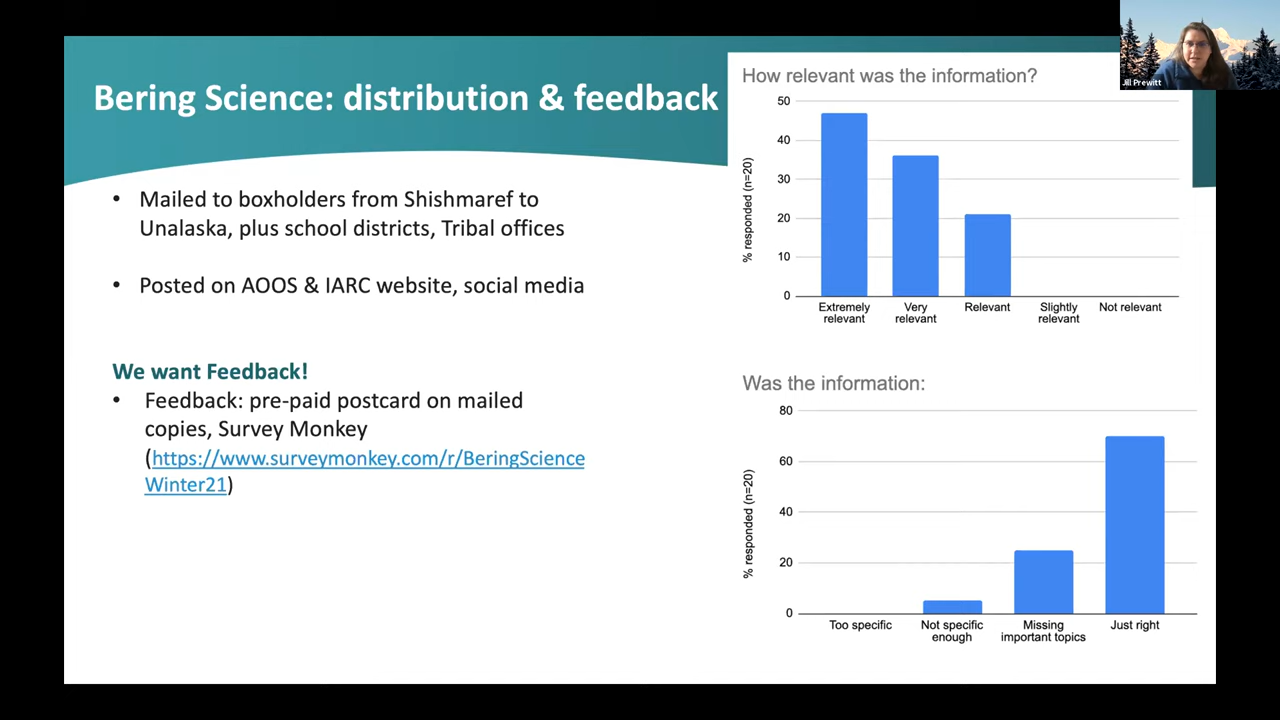 Bering Science: distribution & feedback
• Mailed to boxholders from Shishmaref to
Unalaska, plus school districts, Tribal offices
• Posted on AOOS & IARC website, social media
We want Feedback!
• Feedback: pre-paid postcard on mailed
copies, Survey Monkey
(https://www.surveymonkey.com/r/BeringScience
Winter21)
How relevant was the information?
% responded (n=20)
50
40
30
20
10
0
Extremely
relevant
Very
relevant
Relevant
Slightly
relevant
Not relevant
Was the information:
% responded (n=20)
80
60
40
20
0
Too specific
Not specific
enough
Missing
important topics
Just right
Jill Prewitt